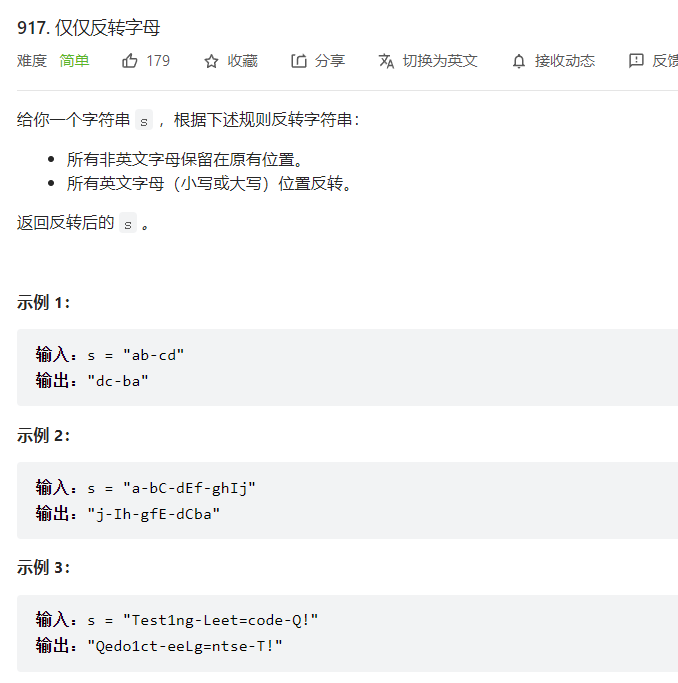 917. 仅仅反转字母
难度 简单 179 收藏 分享 切换为英文 接收动态 反馈
给你一个字符串 s ，根据下述规则反转字符串：
所有非英文字母保留在原有位置。
所有英文字母（小写或大写）位置反转。
返回反转后的 s 。
示例 1：
输入：s = "ab-cd"
输出："dc-ba"
示例 2：
输入：s = "a-bC-dEf-ghIj"
输出："j-Ih-gfE-dCba"
示例 3：
输入：s = "Test1ng-Leet=code-Q!"
输出："Qedo1ct-eeLg=ntse-T!"